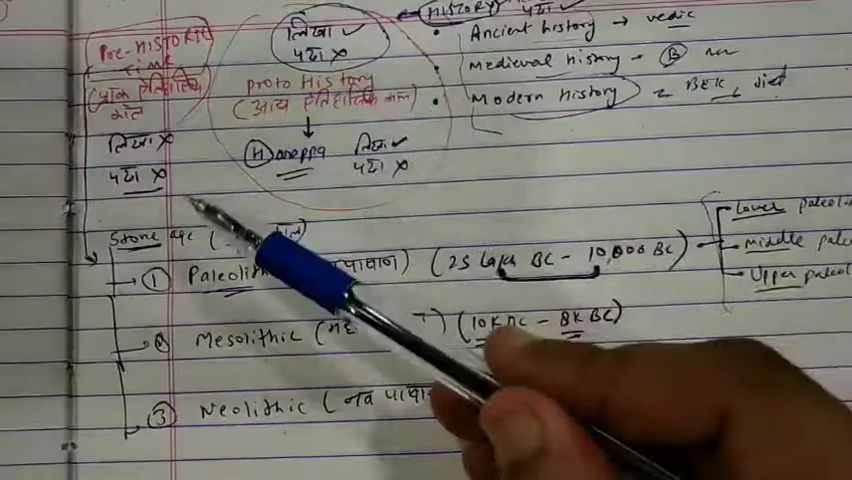 HISTORY
Pre-HISTORIC Time
(प्राक ऐतिहासिक काल
लिखा ×
पढा ×
लिखा ✓
पढा ×
proto History
(आद्य ऐतिहासिक काल)
Harappa
लिखा ✓
पढा ×
• Ancient history → vedic
• Medieval history -
• Modern History
Stone age (
① Paleolithic पाषाण) (25 lakh BC - 10,000 BC)
Lower paleol
Middle pale
Upper paleol
② Mesolithic ( (10K BC - 8K BC)
③ Neolithic (नव पाषा